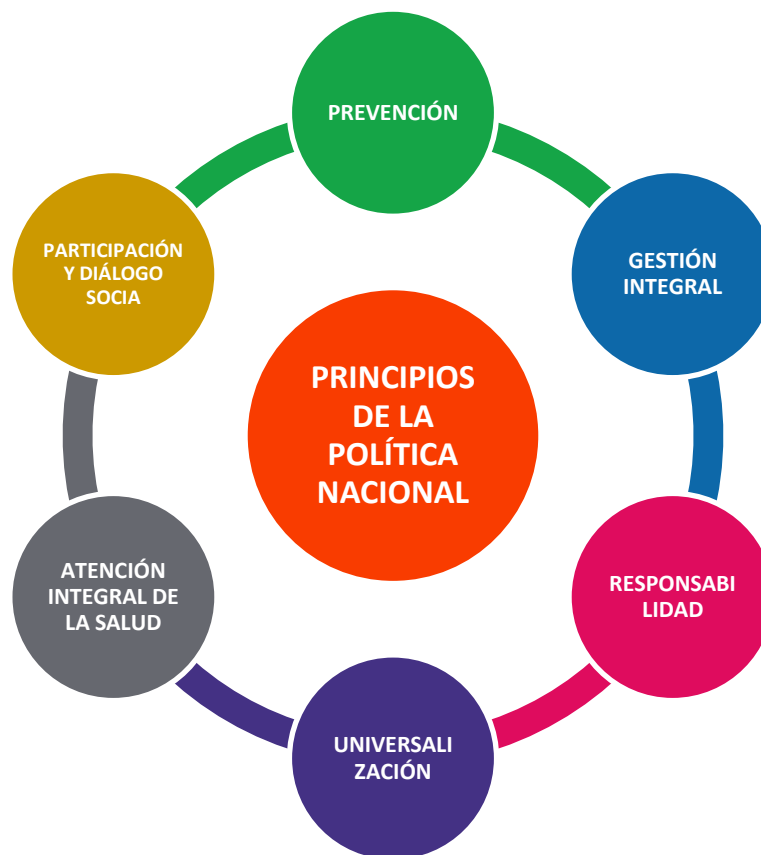 PREVENCIÓN
GESTIÓN
INTEGRAL
RESPONSABI
LIDAD
UNIVERSALI
ZACIÓN
ATENCIÓN
INTEGRAL DE
LA SALUD
PARTICIPACIÓN
Y DIÁLOGO
SOCIA
PRINCIPIOS
DE LA
POLÍTICA
NACIONAL